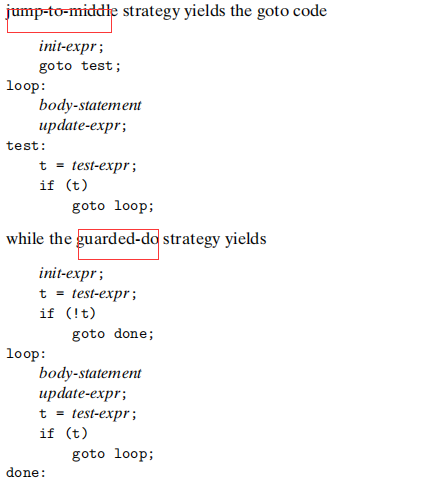 jump-to-middle strategy yields the goto code
init-expr;
goto test;
loop:
body-statement
update-expr;
test:
t = test-expr;
if (t)
goto loop;
while the guarded-do strategy yields
init-expr;
t = test-expr;
if (!t)
goto done;
loop:
body-statement
update-expr;
t = test-expr;
if (t)
goto loop;
done: